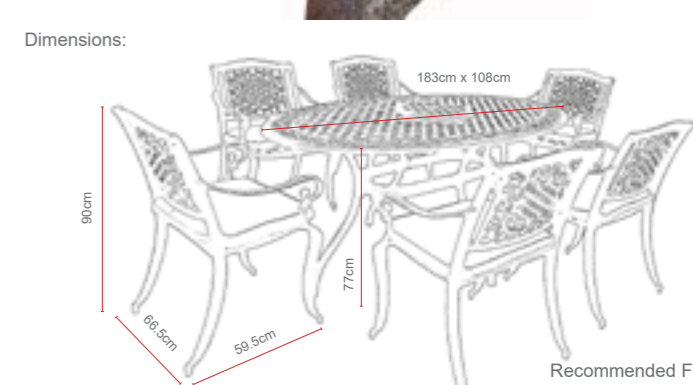 Dimensions:
183cm x 108cm
90cm
77cm
66.5cm
59.5cm
Recommended F